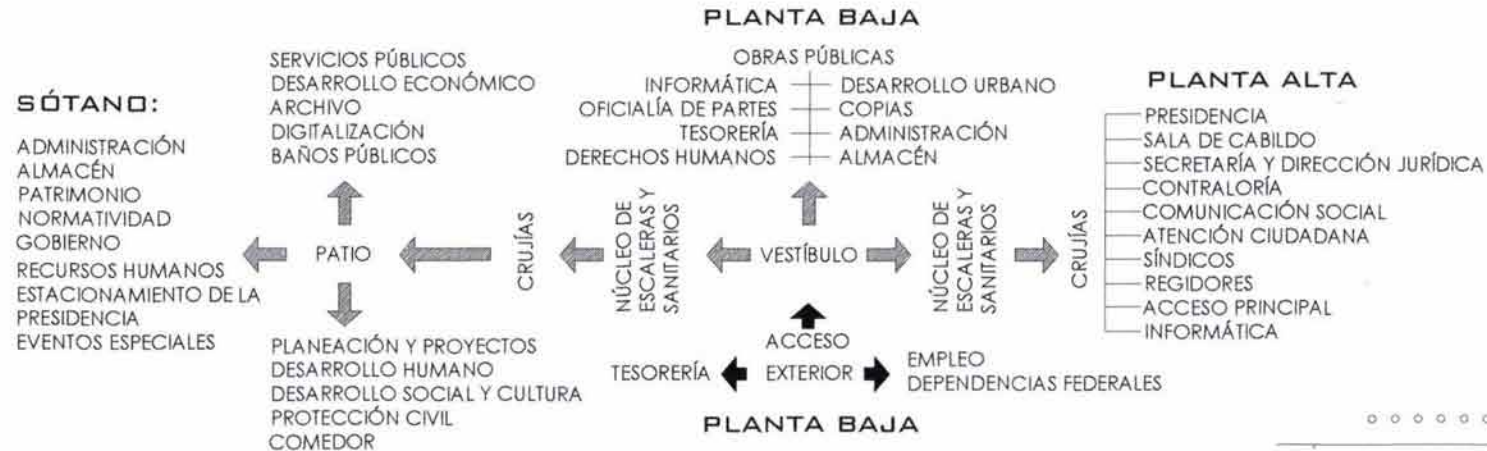 PLANTA BAJA
OBRAS PÚBLICAS
INFORMÁTICA
DESARROLLO URBANO
OFICIALÍA DE PARTES
COPIAS
TESORERÍA
ADMINISTRACIÓN
DERECHOS HUMANOS
ALMACÉN
SÓTANO:
ADMINISTRACIÓN
ALMACÉN
PATRIMONIO
NORMATIVIDAD
GOBIERNO
RECURSOS HUMANOS
ESTACIONAMIENTO DE LA
PRESIDENCIA
EVENTOS ESPECIALES
SERVICIOS PÚBLICOS
DESARROLLO ECONÓMICO
ARCHIVO
DIGITALIZACIÓN
BAÑOS PÚBLICOS
PATIO
PLANEACIÓN Y PROYECTOS
DESARROLLO HUMANO
DESARROLLO SOCIAL Y CULTURA
PROTECCIÓN CIVIL
COMEDOR
CRUJÍAS
NÚCLEO DE
ESCALERAS Y
SANITARIOS
VESTÍBULO
NÚCLEO DE
ESCALERAS Y
SANITARIOS
CRUJÍAS
PLANTA ALTA
PRESIDENCIA
SALA DE CABILDO
SECRETARÍA Y DIRECCIÓN JURÍDICA
CONTRALORÍA
COMUNICACIÓN SOCIAL
ATENCIÓN CIUDADANA
SÍNDICOS
REGIDORES
ACCESO PRINCIPAL
INFORMÁTICA
ACCESO
TESORERÍA
EXTERIOR
EMPLEO
DEPENDENCIAS FEDERALES
PLANTA BAJA